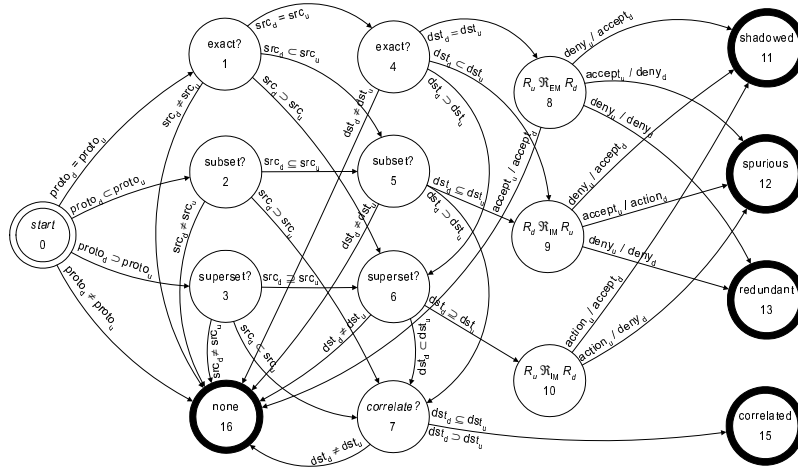 start
0
exact?
1
subset?
2
superset?
3
exact?
4
subset?
5
superset?
6
correlate?
7
R_u ℜ_EM R_d
8
R_d ℜ_IM R_u
9
R_u ℜ_IM R_d
10
shadowed
11
spurious
12
redundant
13
correlated
15
none
16
proto_d = proto_u
proto_d ⊂ proto_u
proto_d ⊃ proto_u
proto_d ≠ proto_u
src_d = src_u
src_d ⊂ src_u
src_d ⊃ src_u
src_d ≠ src_u
src_d ⊆ src_u
src_d ⊃ src_u
src_d ≠ src_u
src_d ⊇ src_u
src_d ⊂ src_u
src_d ≠ src_u
dst_d = dst_u
dst_d ⊂ dst_u
dst_d ⊃ dst_u
dst_d ≠ dst_u
dst_d ⊆ dst_u
dst_d ⊃ dst_u
dst_d ≠ dst_u
dst_d ⊇ dst_u
dst_d ⊂ dst_u
dst_d ≠ dst_u
dst_d ⊆ dst_u
dst_d ⊃ dst_u
dst_d ≠ dst_u
deny_u / accept_d
accept_u / deny_d
deny_u / deny_d
accept_u / accept_d
deny_u / accept_d
accept_u / action_d
deny_u / deny_d
action_u / accept_d
action_u / deny_d